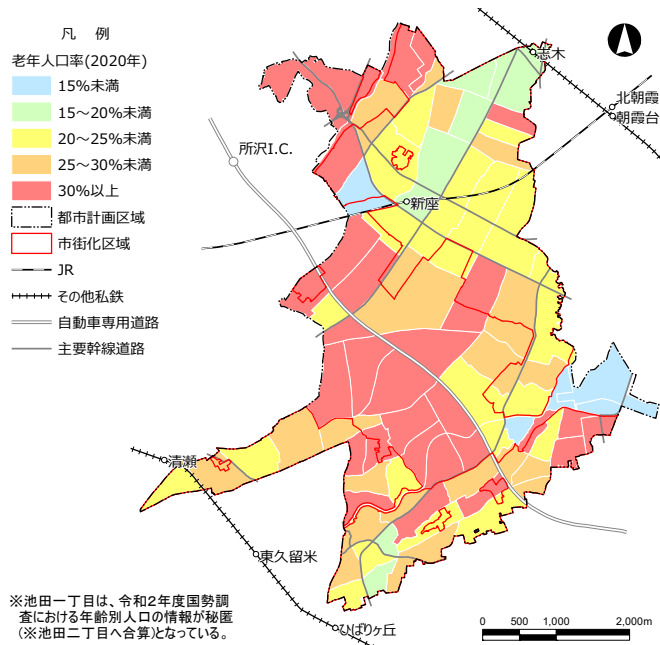 凡 例
老年人口率(2020年)
15%未満
15～20%未満
20～25%未満
25～30%未満
30%以上
都市計画区域
市街化区域
JR
その他私鉄
自動車専用道路
主要幹線道路
志木
北朝霞
朝霞台
所沢I.C.
新座
清瀬
東久留米
ひばりヶ丘
※池田一丁目は、令和2年度国勢調
査における年齢別人口の情報が秘匿
(※池田二丁目へ合算)となっている。
0 500 1,000 2,000m